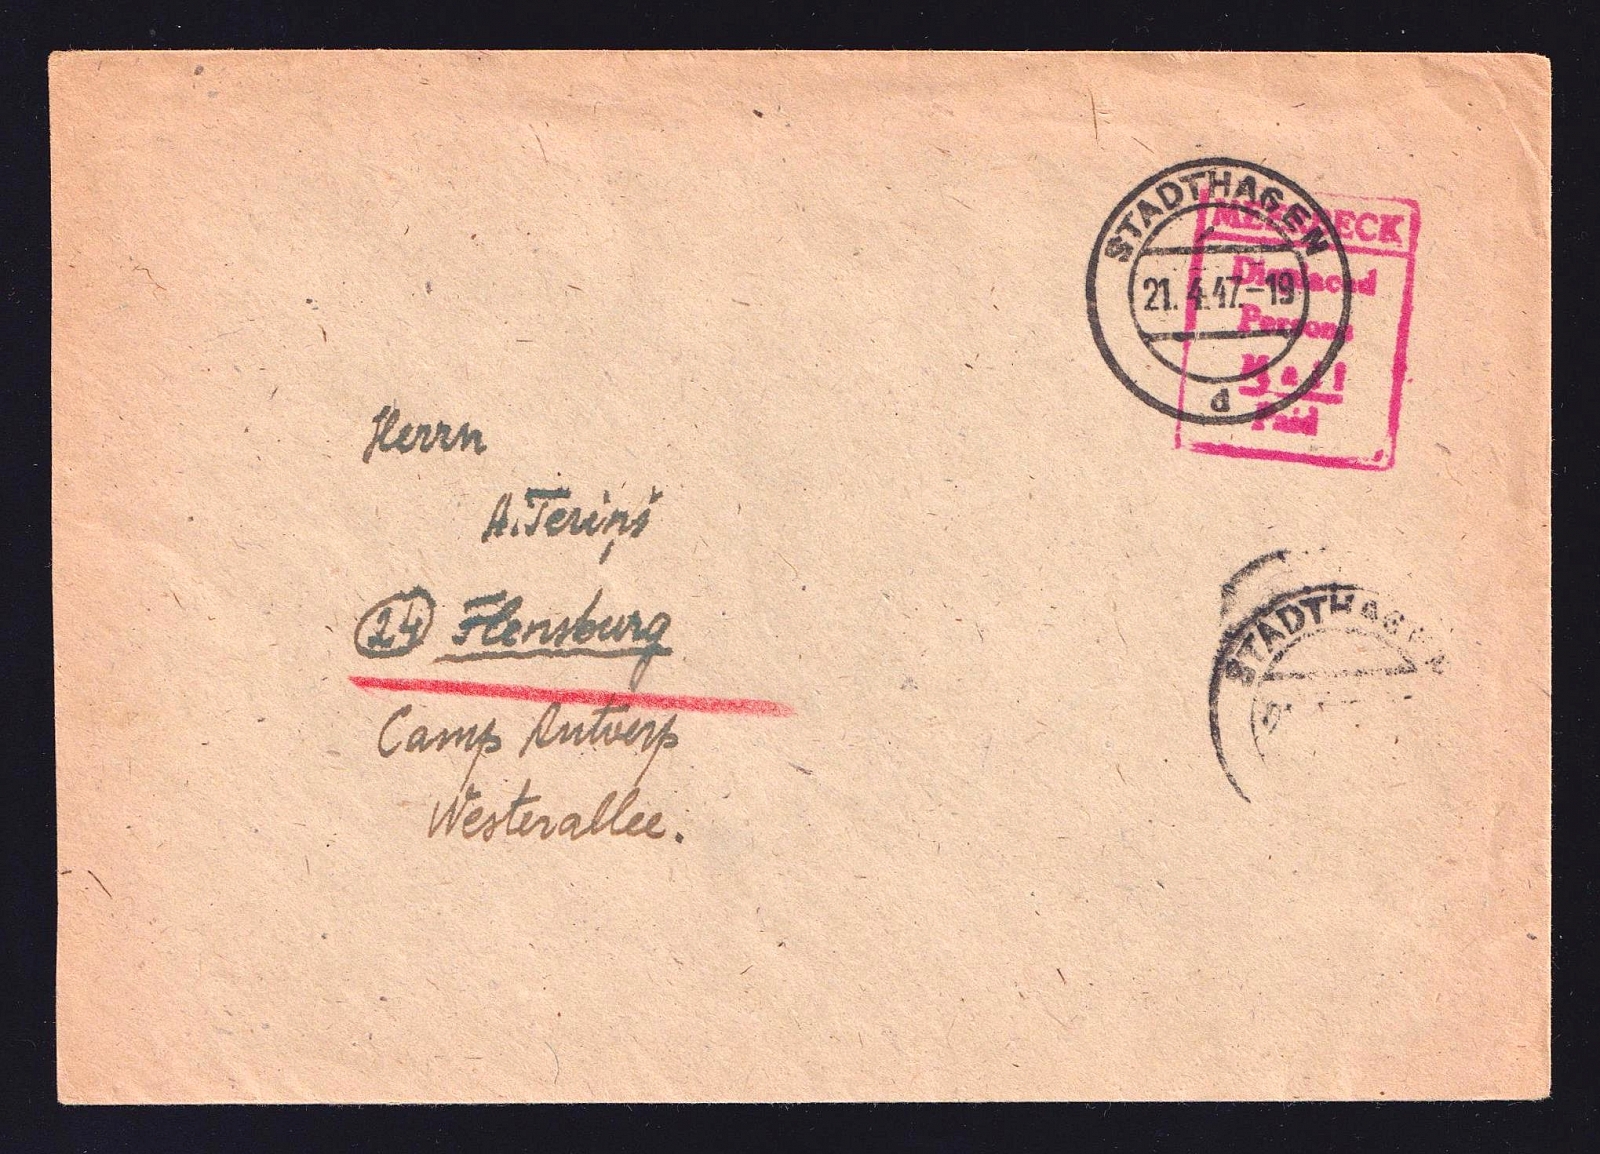 STADTHAGEN
21.4.47.-19
d
MEERBECK
Displaced
Persons
Mail
Paid
Herrn
A. Teriņš
24 Flensburg
Camp Antwerp
Westerallee.
STADTHAGEN